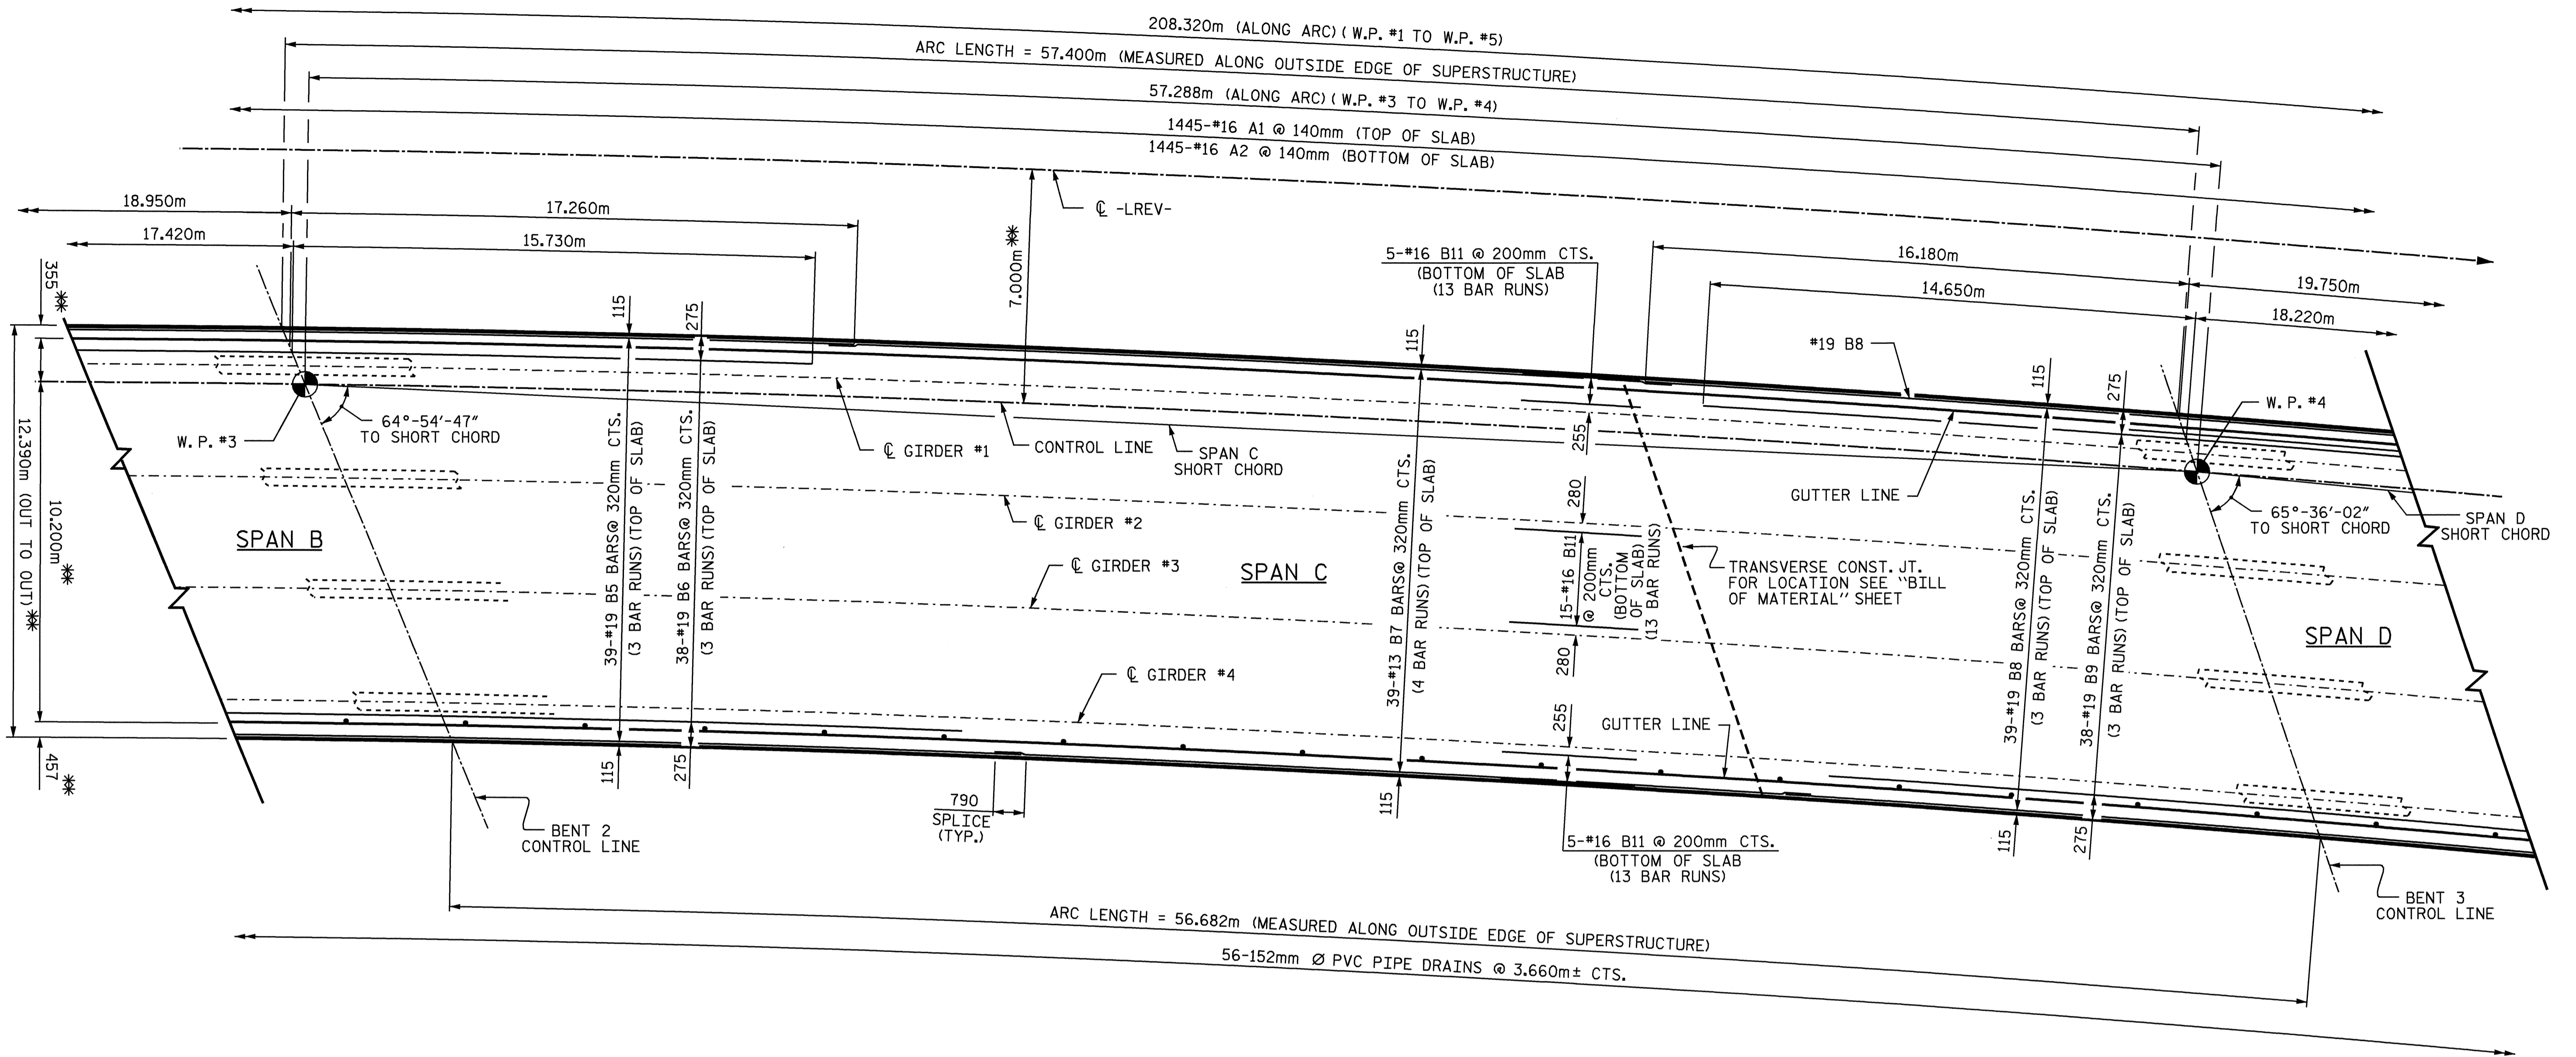 208.320m (ALONG ARC) ( W.P. #1 TO W.P. #5)
ARC LENGTH = 57.400m (MEASURED ALONG OUTSIDE EDGE OF SUPERSTRUCTURE)
57.288m (ALONG ARC) ( W.P. #3 TO W.P. #4)
1445-#16 A1 @ 140mm (TOP OF SLAB)
1445-#16 A2 @ 140mm (BOTTOM OF SLAB)
18.950m
17.260m
℄ -LREV-
17.420m
15.730m
7.000m **
5-#16 B11 @ 200mm CTS.
(BOTTOM OF SLAB
(13 BAR RUNS)
16.180m
19.750m
14.650m
18.220m
355 **
115
275
115
#19 B8
115
275
W.P. #4
W.P. #3
64°-54'-47"
TO SHORT CHORD
℄ GIRDER #1
CONTROL LINE
SPAN C
SHORT CHORD
255
GUTTER LINE
65°-36'-02"
TO SHORT CHORD
SPAN D
SHORT CHORD
12.390m (OUT TO OUT) **
10.200m **
457 **
39-#19 B5 BARS@ 320mm CTS.
(3 BAR RUNS) (TOP OF SLAB)
38-#19 B6 BARS@ 320mm CTS.
(3 BAR RUNS) (TOP OF SLAB)
39-#13 B7 BARS@ 320mm CTS.
(4 BAR RUNS) (TOP OF SLAB)
280
15-#16 B11
@ 200mm
CTS.
(BOTTOM
OF SLAB)
(13 BAR RUNS)
280
39-#19 B8 BARS@ 320mm CTS.
(3 BAR RUNS) (TOP OF SLAB)
38-#19 B9 BARS@ 320mm CTS.
(3 BAR RUNS) (TOP OF SLAB)
℄ GIRDER #2
SPAN B
SPAN C
℄ GIRDER #3
TRANSVERSE CONST. JT.
FOR LOCATION SEE "BILL
OF MATERIAL" SHEET
SPAN D
℄ GIRDER #4
255
GUTTER LINE
115
275
115
115
275
790
SPLICE
(TYP.)
BENT 2
CONTROL LINE
5-#16 B11 @ 200mm CTS.
(BOTTOM OF SLAB
(13 BAR RUNS)
BENT 3
CONTROL LINE
ARC LENGTH = 56.682m (MEASURED ALONG OUTSIDE EDGE OF SUPERSTRUCTURE)
56-152mm Ø PVC PIPE DRAINS @ 3.660m± CTS.